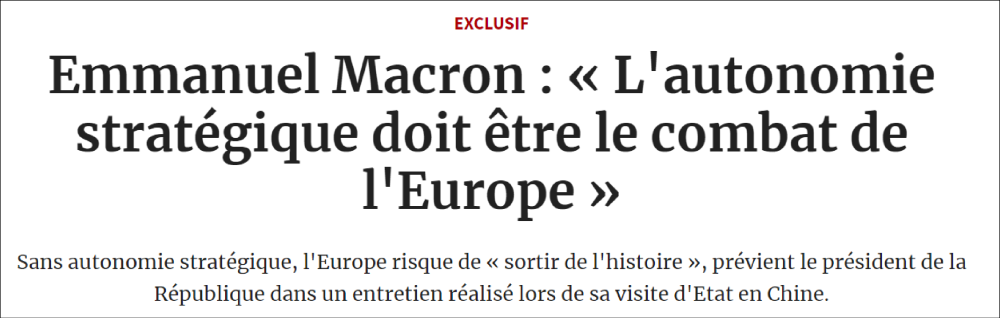 EXCLUSIF
Emmanuel Macron : « L'autonomie
stratégique doit être le combat de
l'Europe »
Sans autonomie stratégique, l'Europe risque de « sortir de l'histoire », prévient le président de la
République dans un entretien réalisé lors de sa visite d'Etat en Chine.